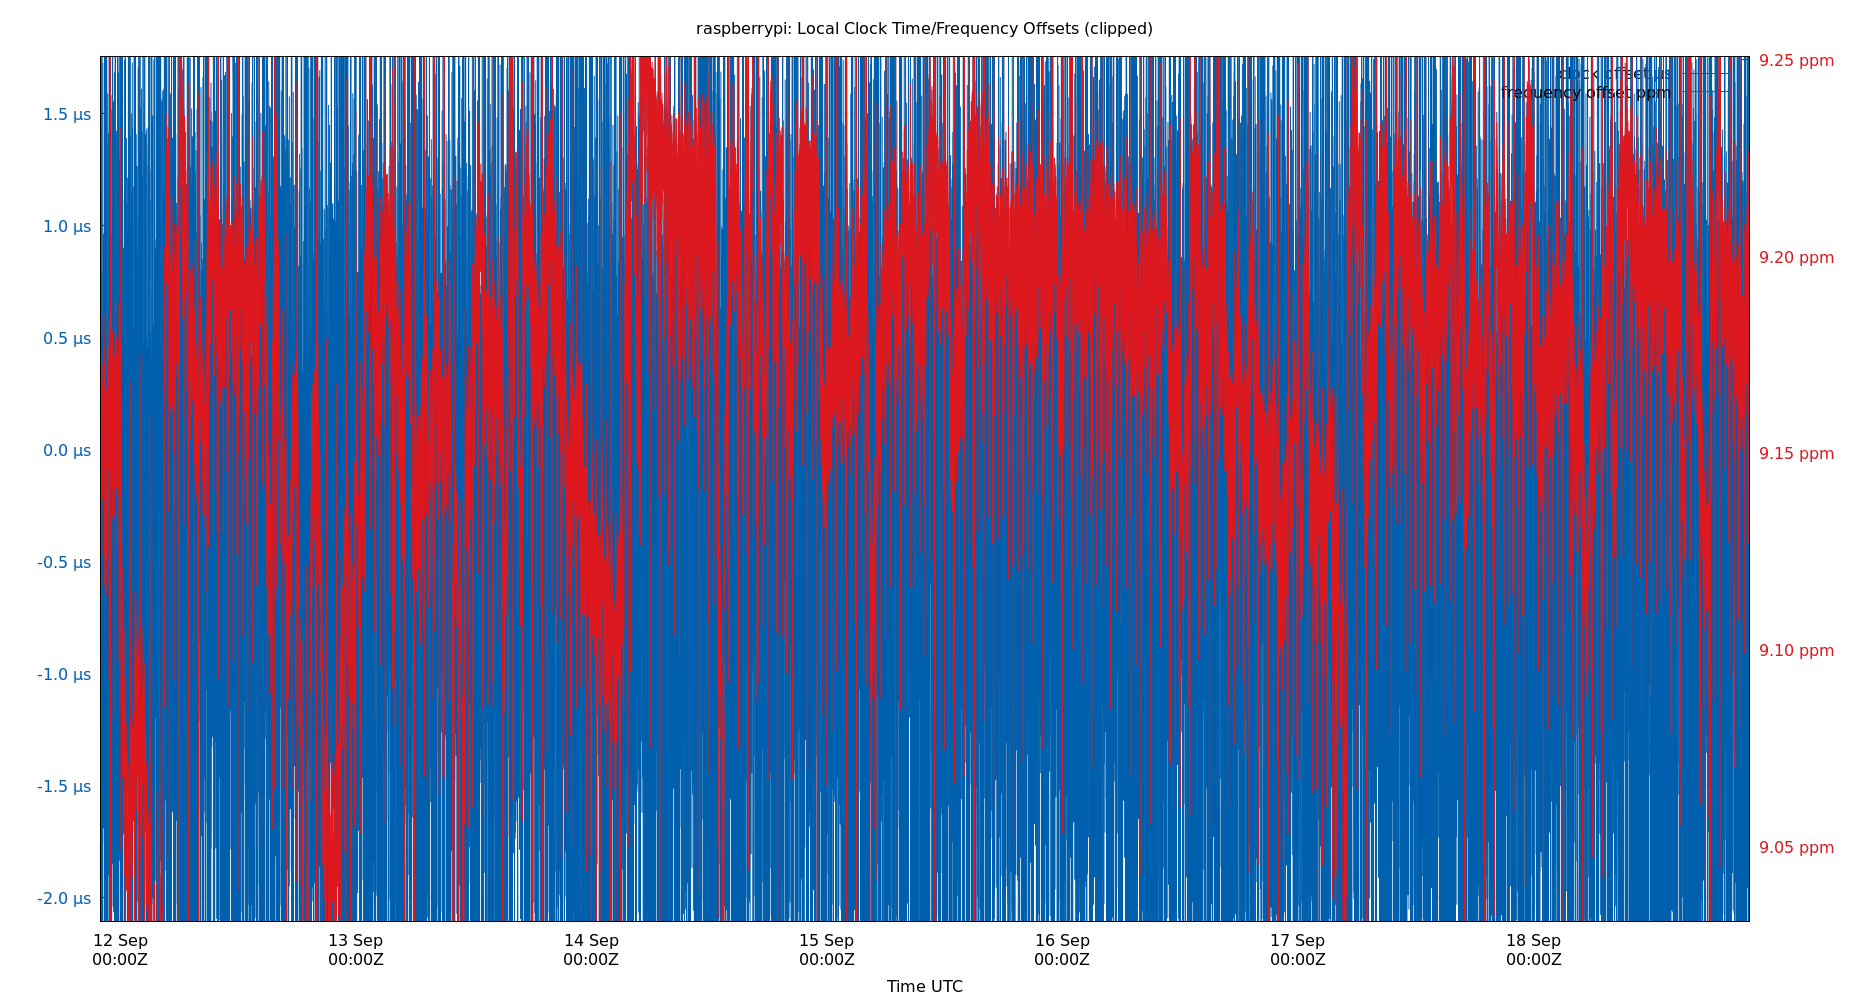 raspberrypi: Local Clock Time/Frequency Offsets (clipped)
9.25 ppm
clock offset µs
frequency offset ppm
1.5 µs
1.0 µs
9.20 ppm
0.5 µs
0.0 µs
9.15 ppm
-0.5 µs
9.10 ppm
-1.0 µs
-1.5 µs
9.05 ppm
-2.0 µs
12 Sep 13 Sep 14 Sep 15 Sep 16 Sep 17 Sep 18 Sep
00:00Z 00:00Z 00:00Z 00:00Z 00:00Z 00:00Z 00:00Z
Time UTC